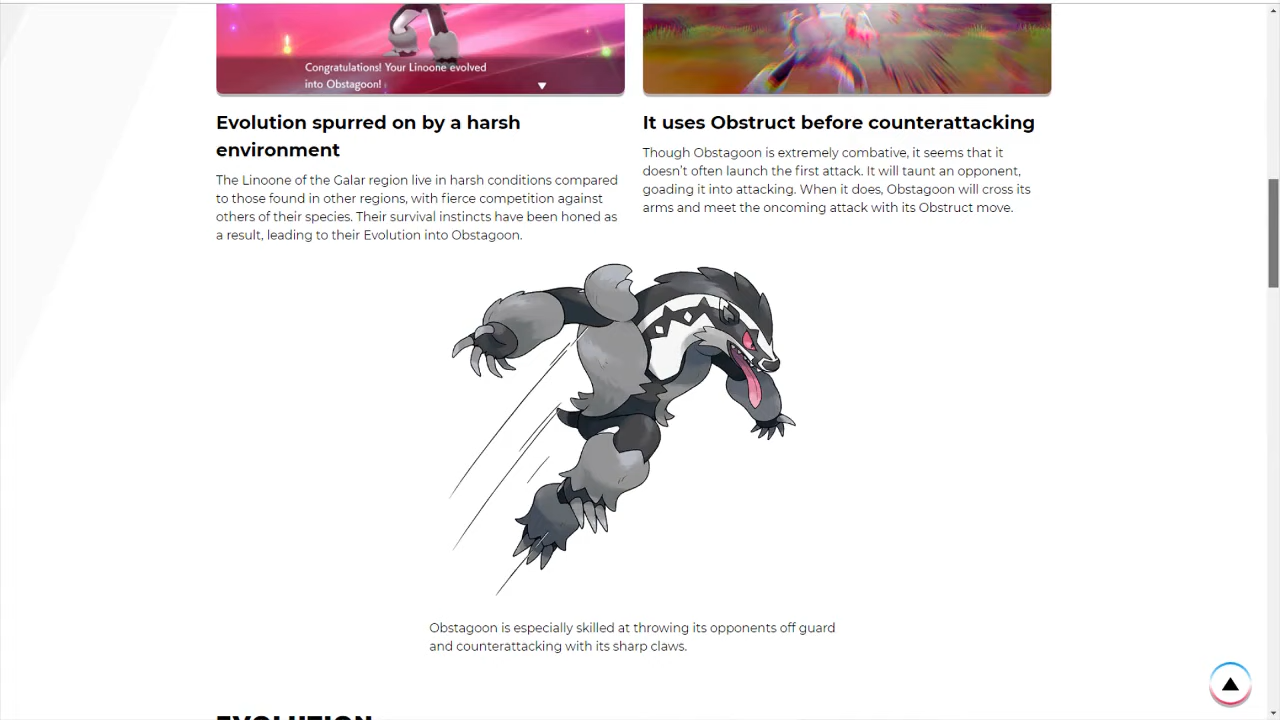 Congratulations! Your Linoone evolved
into Obstagoon!
Evolution spurred on by a harsh
environment
The Linoone of the Galar region live in harsh conditions compared
to those found in other regions, with fierce competition against
others of their species. Their survival instincts have been honed as
a result, leading to their Evolution into Obstagoon.
It uses Obstruct before counterattacking
Though Obstagoon is extremely combative, it seems that it
doesn’t often launch the first attack. It will taunt an opponent,
goading it into attacking. When it does, Obstagoon will cross its
arms and meet the oncoming attack with its Obstruct move.
Obstagoon is especially skilled at throwing its opponents off guard
and counterattacking with its sharp claws.
EVOLUTION